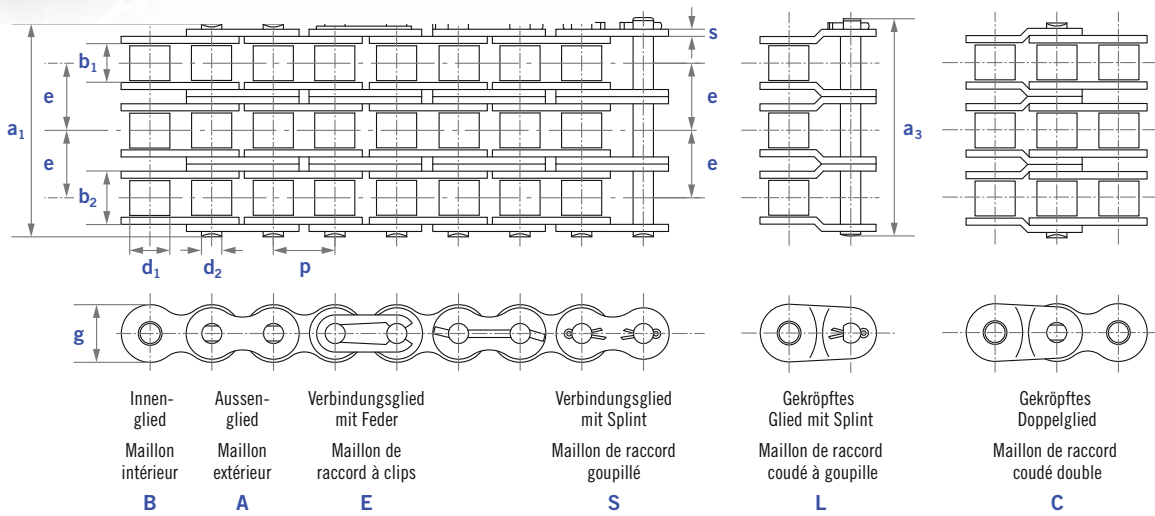 s
b₁
e
e
a₁
a₃
e
e
b₂
d₁ d₂ p
g
Innen-
glied
Maillon
intérieur
B
Aussen-
glied
Maillon
extérieur
A
Verbindungsglied
mit Feder
Maillon de
raccord à clips
E
Verbindungsglied
mit Splint
Maillon de raccord
goupillé
S
Gekröpftes
Glied mit Splint
Maillon de raccord
coudé à goupille
L
Gekröpftes
Doppelglied
Maillon de raccord
coudé double
C